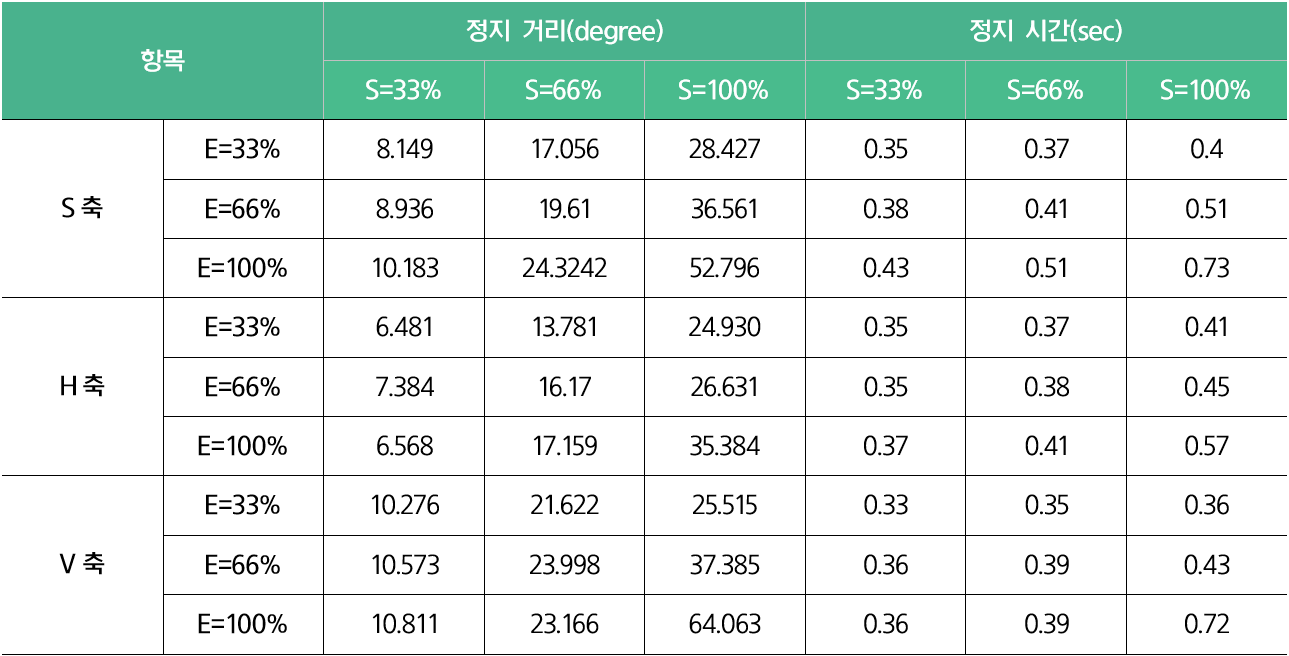 항목 정지 거리(degree) 정지 시간(sec)
S=33% S=66% S=100% S=33% S=66% S=100%
S 축 E=33% 8.149 17.056 28.427 0.35 0.37 0.4
E=66% 8.936 19.61 36.561 0.38 0.41 0.51
E=100% 10.183 24.3242 52.796 0.43 0.51 0.73
H 축 E=33% 6.481 13.781 24.930 0.35 0.37 0.41
E=66% 7.384 16.17 26.631 0.35 0.38 0.45
E=100% 6.568 17.159 35.384 0.37 0.41 0.57
V 축 E=33% 10.276 21.622 25.515 0.33 0.35 0.36
E=66% 10.573 23.998 37.385 0.36 0.39 0.43
E=100% 10.811 23.166 64.063 0.36 0.39 0.72